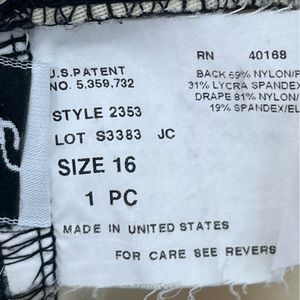 U.S.PATENT
NO. 5,359,732
STYLE 2353
LOT S3383 JC
SIZE 16
1 PC
RN 40168
BACK 69% NYLON/
31% LYCRA SPANDEX
DRAPE 81% NYLON/
19% SPANDEX/EL
MADE IN UNITED STATES
FOR CARE SEE REVERS